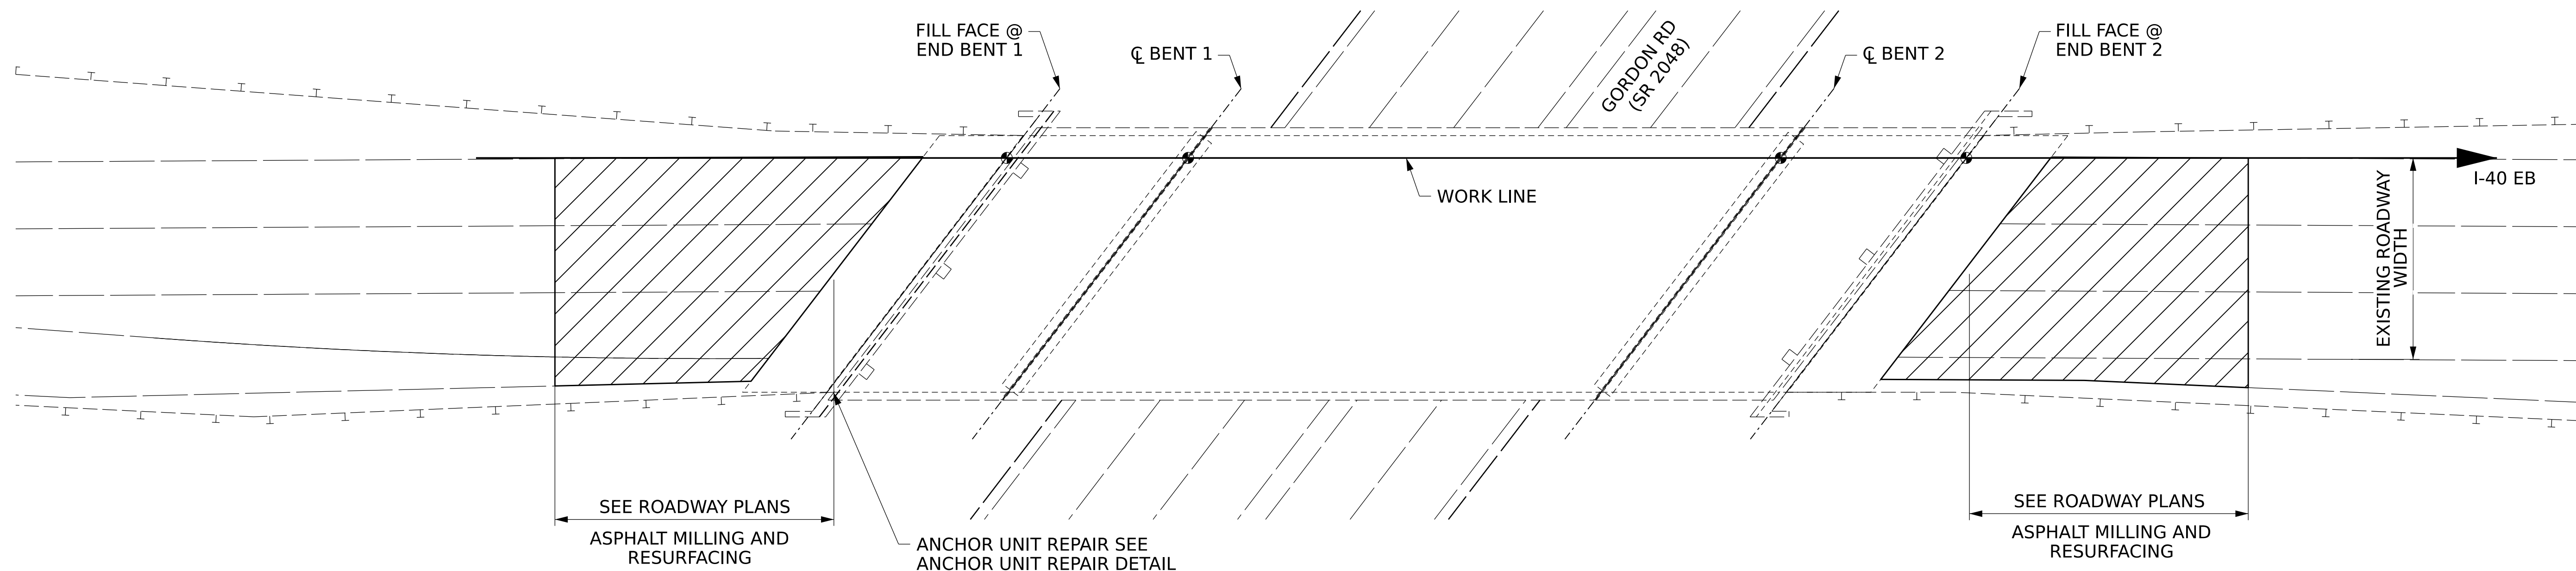 FILL FACE @
END BENT 1
℄ BENT 1
GORDON RD
(SR 2048)
℄ BENT 2
FILL FACE @
END BENT 2
WORK LINE
I-40 EB
EXISTING ROADWAY
WIDTH
SEE ROADWAY PLANS
ASPHALT MILLING AND
RESURFACING
ANCHOR UNIT REPAIR SEE
ANCHOR UNIT REPAIR DETAIL
SEE ROADWAY PLANS
ASPHALT MILLING AND
RESURFACING